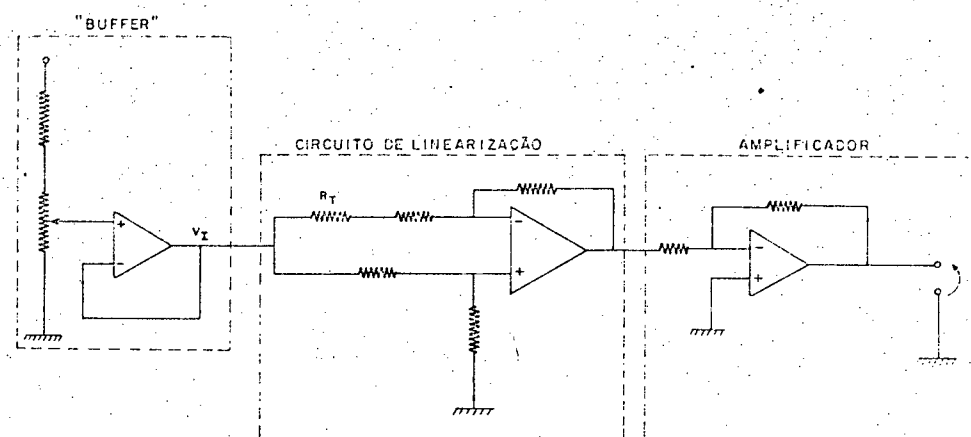 "BUFFER"
CIRCUITO DE LINEARIZAÇÃO
AMPLIFICADOR
R_T
V_I
+
-
-
+
-
+